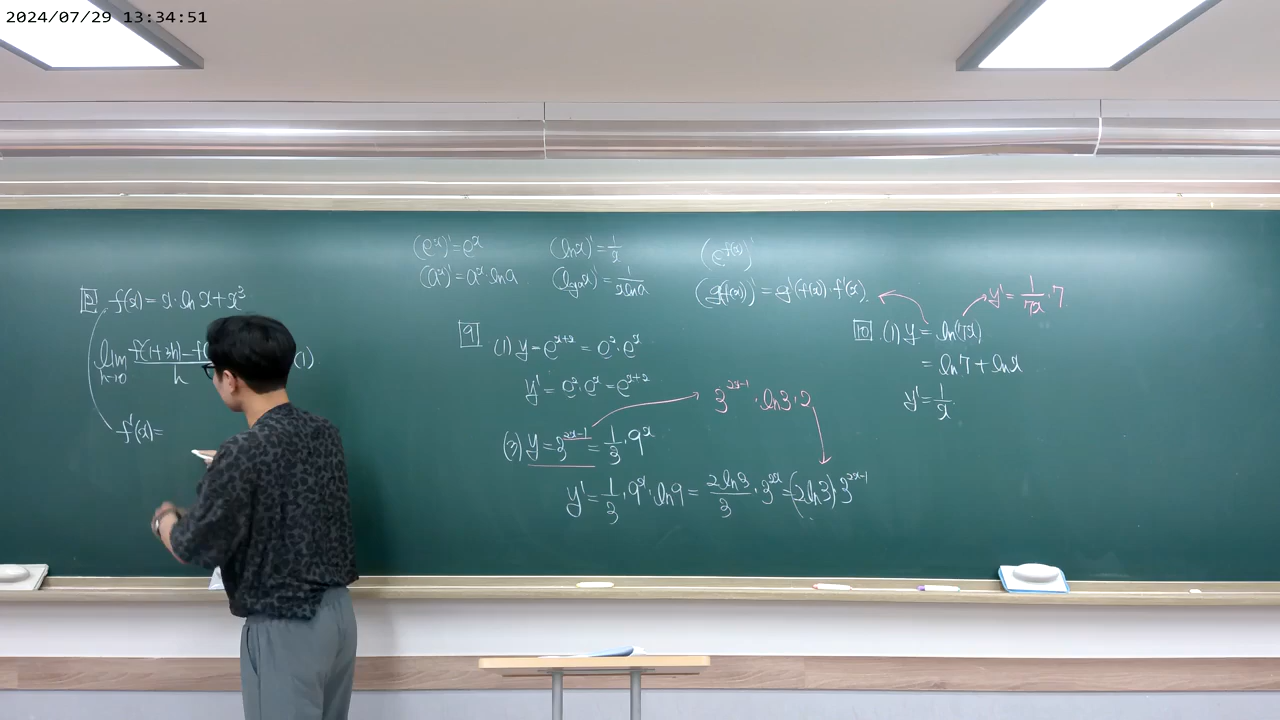 2024/07/29 13:34:51
(eˣ)' = eˣ
(aˣ)' = aˣ·ln a
(ln x)' = 1/x
(logₐx)' = 1/(x ln a)
(e^f(x))'
(g(f(x)))' = g'(f(x))·f'(x).
f(x) = x·ln x + x³
lim h→0 (f(1+3h) − f( /h
(1)
f'(x) =
9
(1) y = e^(x+2) = e²·eˣ
y' = e²·eˣ = e^(x+2)
y = 3^(2x-1) = 1/3·9ˣ
3^(2x-1)·ln3·2
y' = 1/3·9ˣ·ln9 = 2ln3/3·3^(2x) = (2ln3)·3^(2x-1)
10 (1) y = ln(7x)
= ln7 + ln x
y' = 1/x.
y' = 1/(7x)·7